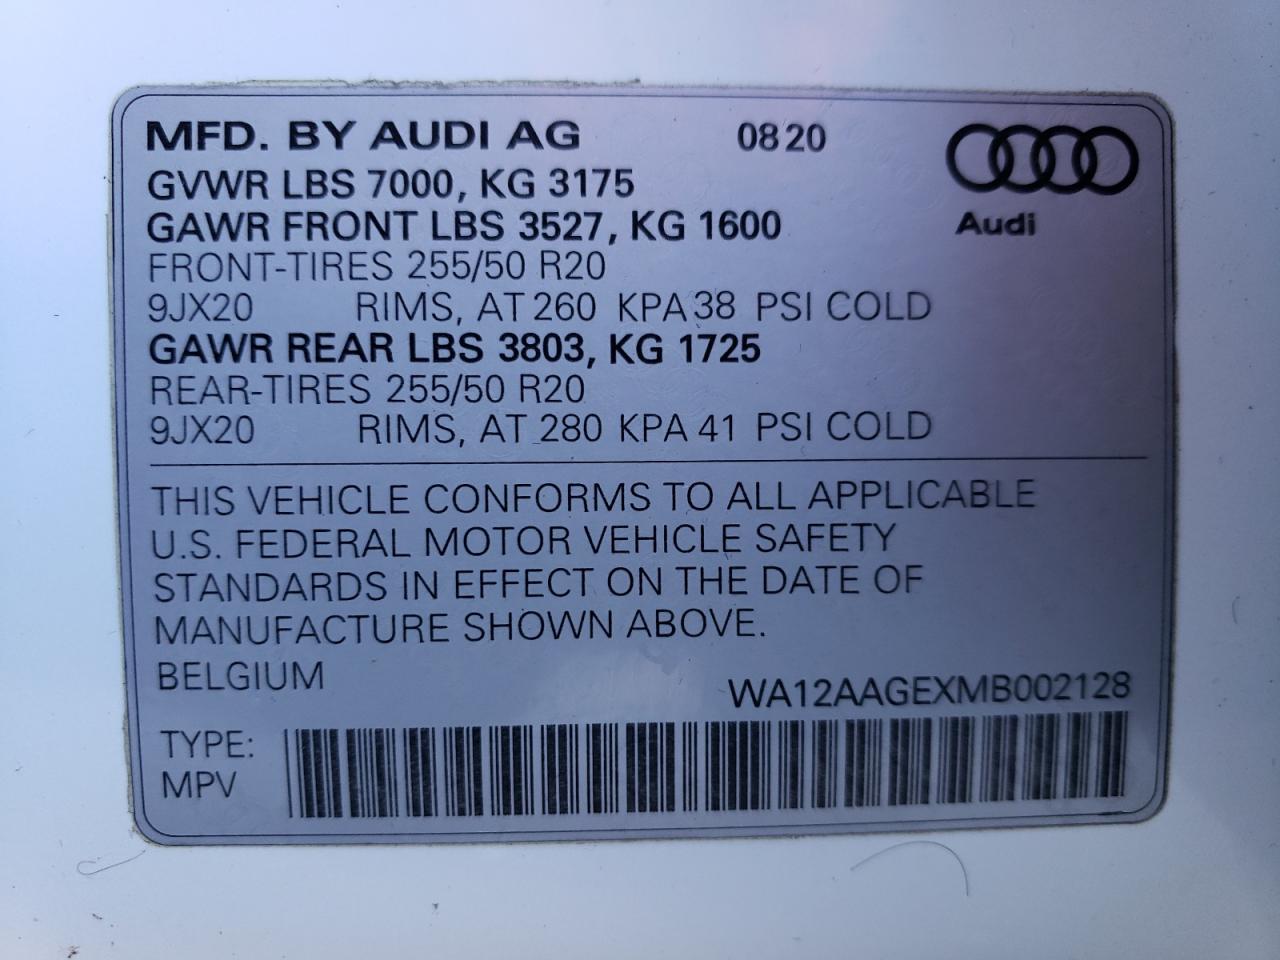 MFD. BY AUDI AG 0820
GVWR LBS 7000, KG 3175
GAWR FRONT LBS 3527, KG 1600
Audi
FRONT-TIRES 255/50 R20
9JX20 RIMS, AT 260 KPA 38 PSI COLD
GAWR REAR LBS 3803, KG 1725
REAR-TIRES 255/50 R20
9JX20 RIMS, AT 280 KPA 41 PSI COLD
THIS VEHICLE CONFORMS TO ALL APPLICABLE
U.S. FEDERAL MOTOR VEHICLE SAFETY
STANDARDS IN EFFECT ON THE DATE OF
MANUFACTURE SHOWN ABOVE.
BELGIUM
WA12AAGEXMB002128
TYPE:
MPV